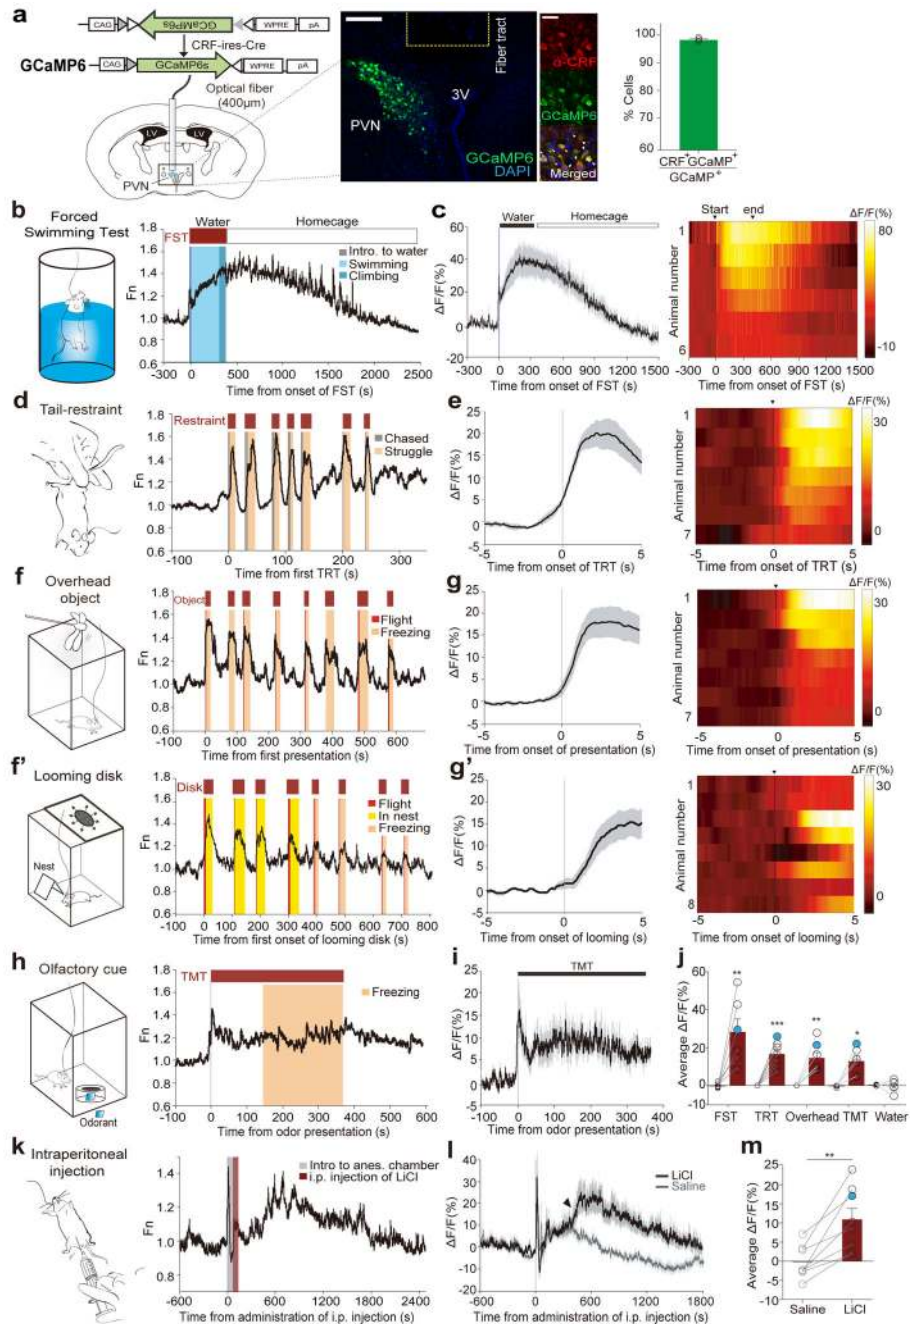 a
CAG
GCaMP6s
WPRE
pA
CRF-ires-Cre
GCaMP6
CAG
GCaMP6s
WPRE
pA
Optical fiber
(400µm)
LV
LV
PVN
Fiber tract
3V
PVN
GCaMP6
DAPI
α-CRF
GCaMP6
Merged
% Cells
100
90
80
70
60
CRF+GCaMP+
GCaMP+
b
Forced
Swimming Test
Water
Homecage
FST
Intro. to water
Swimming
Climbing
Fn
1.8
1.6
1.4
1.2
1.0
0.8
0.6
-300
0
500
1000
1500
2000
2500
Time from onset of FST (s)
c
Water
Homecage
ΔF/F(%)
60
40
20
0
-20
-300
0
300
600
900
1200
1500
Time from onset of FST (s)
Start
end
ΔF/F(%)
80
-10
Animal number
1
6
-300
0
300
600
900
1200
1500
Time from onset of FST (s)
d
Tail-restraint
Restraint
Chased
Struggle
Fn
1.8
1.6
1.4
1.2
1.0
0.8
0.6
-100
0
100
200
300
Time from first TRT (s)
e
ΔF/F(%)
25
20
15
10
5
0
-5
-5
0
5
Time from onset of TRT (s)
ΔF/F(%)
30
0
Animal number
1
7
-5
0
5
Time from onset of TRT (s)
f
Overhead
object
Object
Flight
Freezing
Fn
1.8
1.6
1.4
1.2
1.0
0.8
0.6
-100
0
100
200
300
400
500
600
Time from first presentation (s)
g
ΔF/F(%)
25
20
15
10
5
0
-5
-5
0
5
Time from onset of presentation (s)
ΔF/F(%)
30
0
Animal number
1
7
-5
0
5
Time from onset of presentation (s)
f'
Looming disk
Nest
Disk
Flight
In nest
Freezing
Fn
1.8
1.6
1.4
1.2
1.0
0.8
0.6
-100
0
100
200
300
400
500
600
700
800
Time from first onset of looming disk (s)
g'
ΔF/F(%)
25
20
15
10
5
0
-5
-5
0
5
Time from onset of looming (s)
ΔF/F(%)
30
0
Animal number
1
8
-5
0
5
Time from onset of looming (s)
h
Olfactory cue
Odorant
TMT
Freezing
Fn
1.8
1.6
1.4
1.2
1.0
0.8
0.6
-100
0
100
200
300
400
500
600
Time from odor presentation (s)
i
TMT
ΔF/F(%)
25
20
15
10
5
0
-5
-100
0
100
200
300
400
Time from odor presentation (s)
j
Average ΔF/F(%)
60
40
20
0
-20
**
***
**
*
FST
TRT
Overhead
TMT
Water
k
Intraperitoneal
injection
Intro to anes. chamber
i.p. injection of LiCl
Fn
1.4
1.2
1.0
0.8
-600
0
600
1200
1800
2400
Time from administration of i.p. injection (s)
l
LiCl
Saline
ΔF/F(%)
40
30
20
10
0
-10
-20
-600
0
600
1200
1800
Time from administration of i.p. injection (s)
m
**
Average ΔF/F(%)
25
20
15
10
5
0
-5
-10
Saline
LiCl